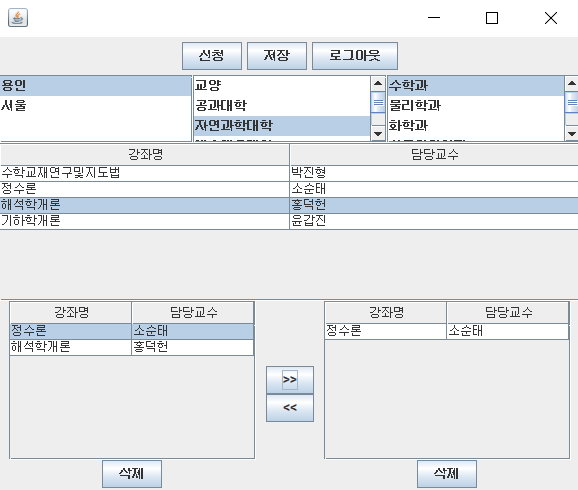 신청 저장 로그아웃
용인 교양 수학과
서울 공과대학 물리학과
자연과학대학 화학과
강좌명 담당교수
수학교재연구및지도법 박진형
정수론 소순태
해석학개론 홍덕헌
기하학개론 윤갑진
강좌명 담당교수 강좌명 담당교수
정수론 소순태 정수론 소순태
해석학개론 홍덕헌
>>
<<
삭제 삭제